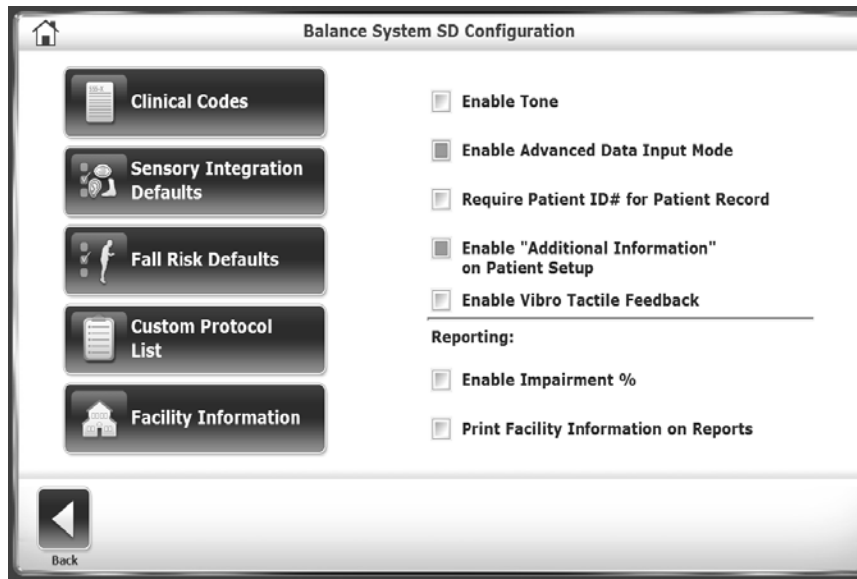 Balance System SD Configuration
Clinical Codes
Sensory Integration
Defaults
Fall Risk Defaults
Custom Protocol
List
Facility Information
Enable Tone
Enable Advanced Data Input Mode
Require Patient ID# for Patient Record
Enable "Additional Information"
on Patient Setup
Enable Vibro Tactile Feedback
Reporting:
Enable Impairment %
Print Facility Information on Reports
Back